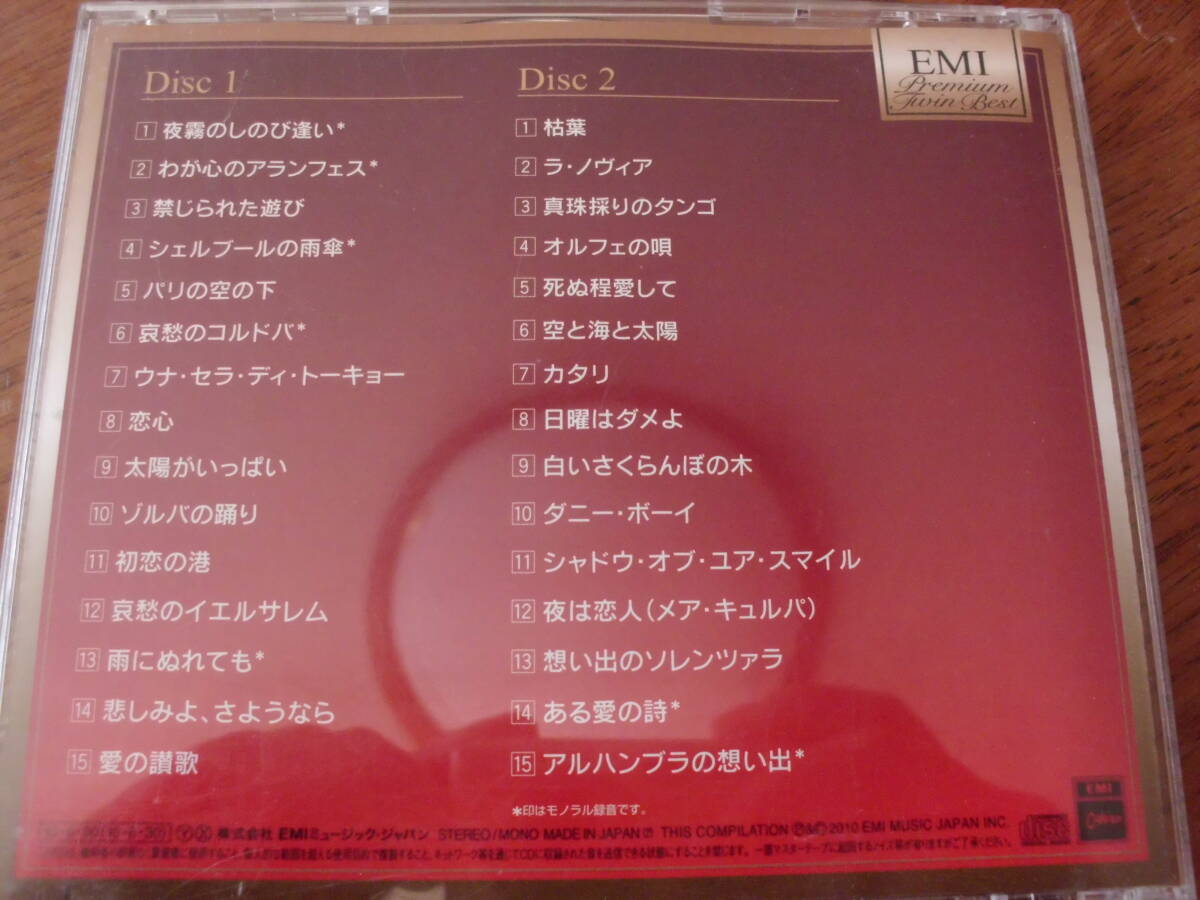 Disc 1
1 夜霧のしのび逢い*
2 わが心のアランフェス*
3 禁じられた遊び
4 シェルブールの雨傘*
5 パリの空の下
6 哀愁のコルドバ*
7 ウナ・セラ・ディ・トーキョー
8 恋心
9 太陽がいっぱい
10 ゾルバの踊り
11 初恋の港
12 哀愁のイエルサレム
13 雨にぬれても*
14 悲しみよ、さようなら
15 愛の讃歌
Disc 2
1 枯葉
2 ラ・ノヴィア
3 真珠採りのタンゴ
4 オルフェの唄
5 死ぬ程愛して
6 空と海と太陽
7 カタリ
8 日曜はダメよ
9 白いさくらんぼの木
10 ダニー・ボーイ
11 シャドウ・オブ・ユア・スマイル
12 夜は恋人(メア・キュルパ)
13 想い出のソレンツァラ
14 ある愛の詩*
15 アルハンブラの想い出*
*印はモノラル録音です。
EMI
Premium
Twin Best
EMI
株式会社 EMIミュージック・ジャパン STEREO/MONO MADE IN JAPAN THIS COMPILATION ℗&© 2010 EMI MUSIC JAPAN INC.
disc